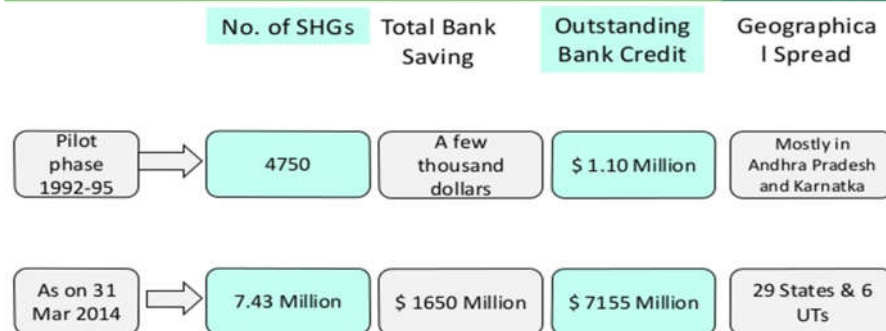 No. of SHGs
Total Bank
Saving
Outstanding
Bank Credit
Geographica
l Spread
Pilot
phase
1992-95
4750
A few
thousand
dollars
$ 1.10 Million
Mostly in
Andhra Pradesh
and Karnatka
As on 31
Mar 2014
7.43 Million
$ 1650 Million
$ 7155 Million
29 States & 6
UTs